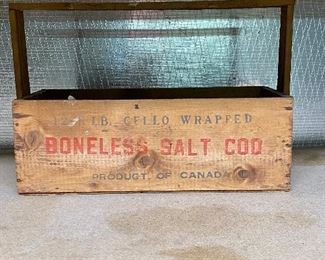 LB. CELLO WRAPPED
BONELESS SALT COD
PRODUCT OF CANADA